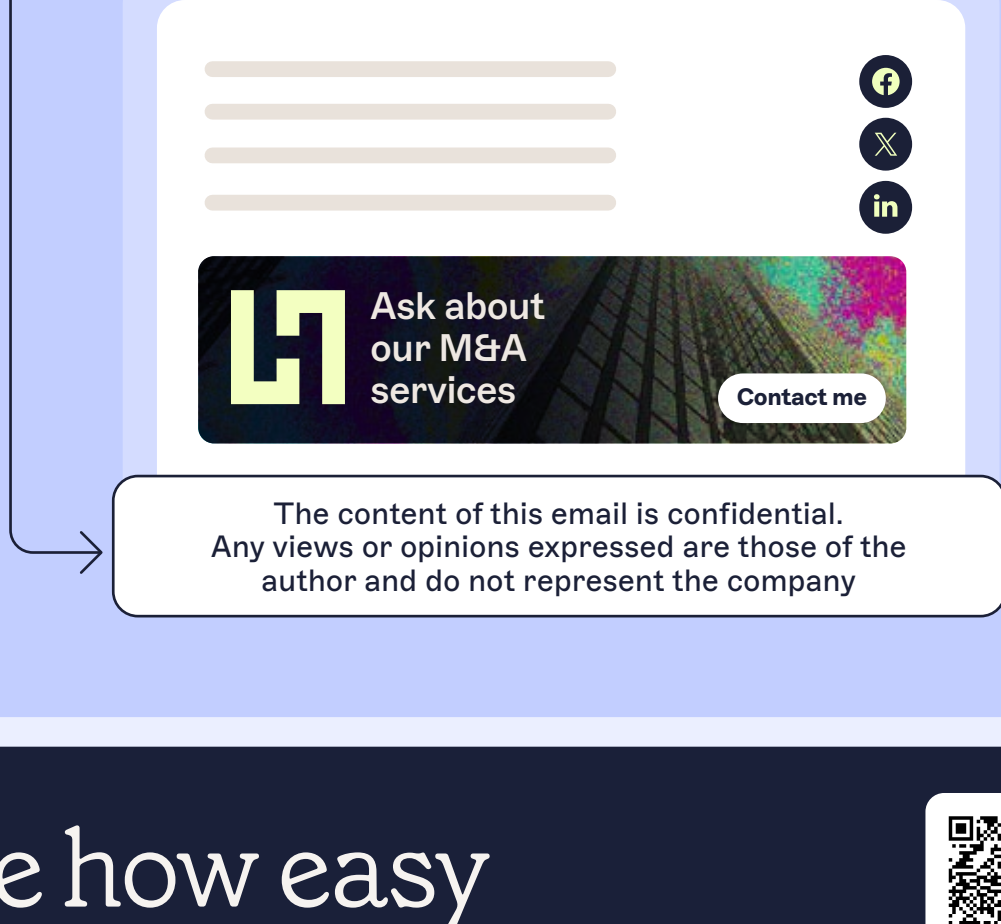 Ask about
our M&A
services
Contact me
The content of this email is confidential.
Any views or opinions expressed are those of the
author and do not represent the company
e how easy